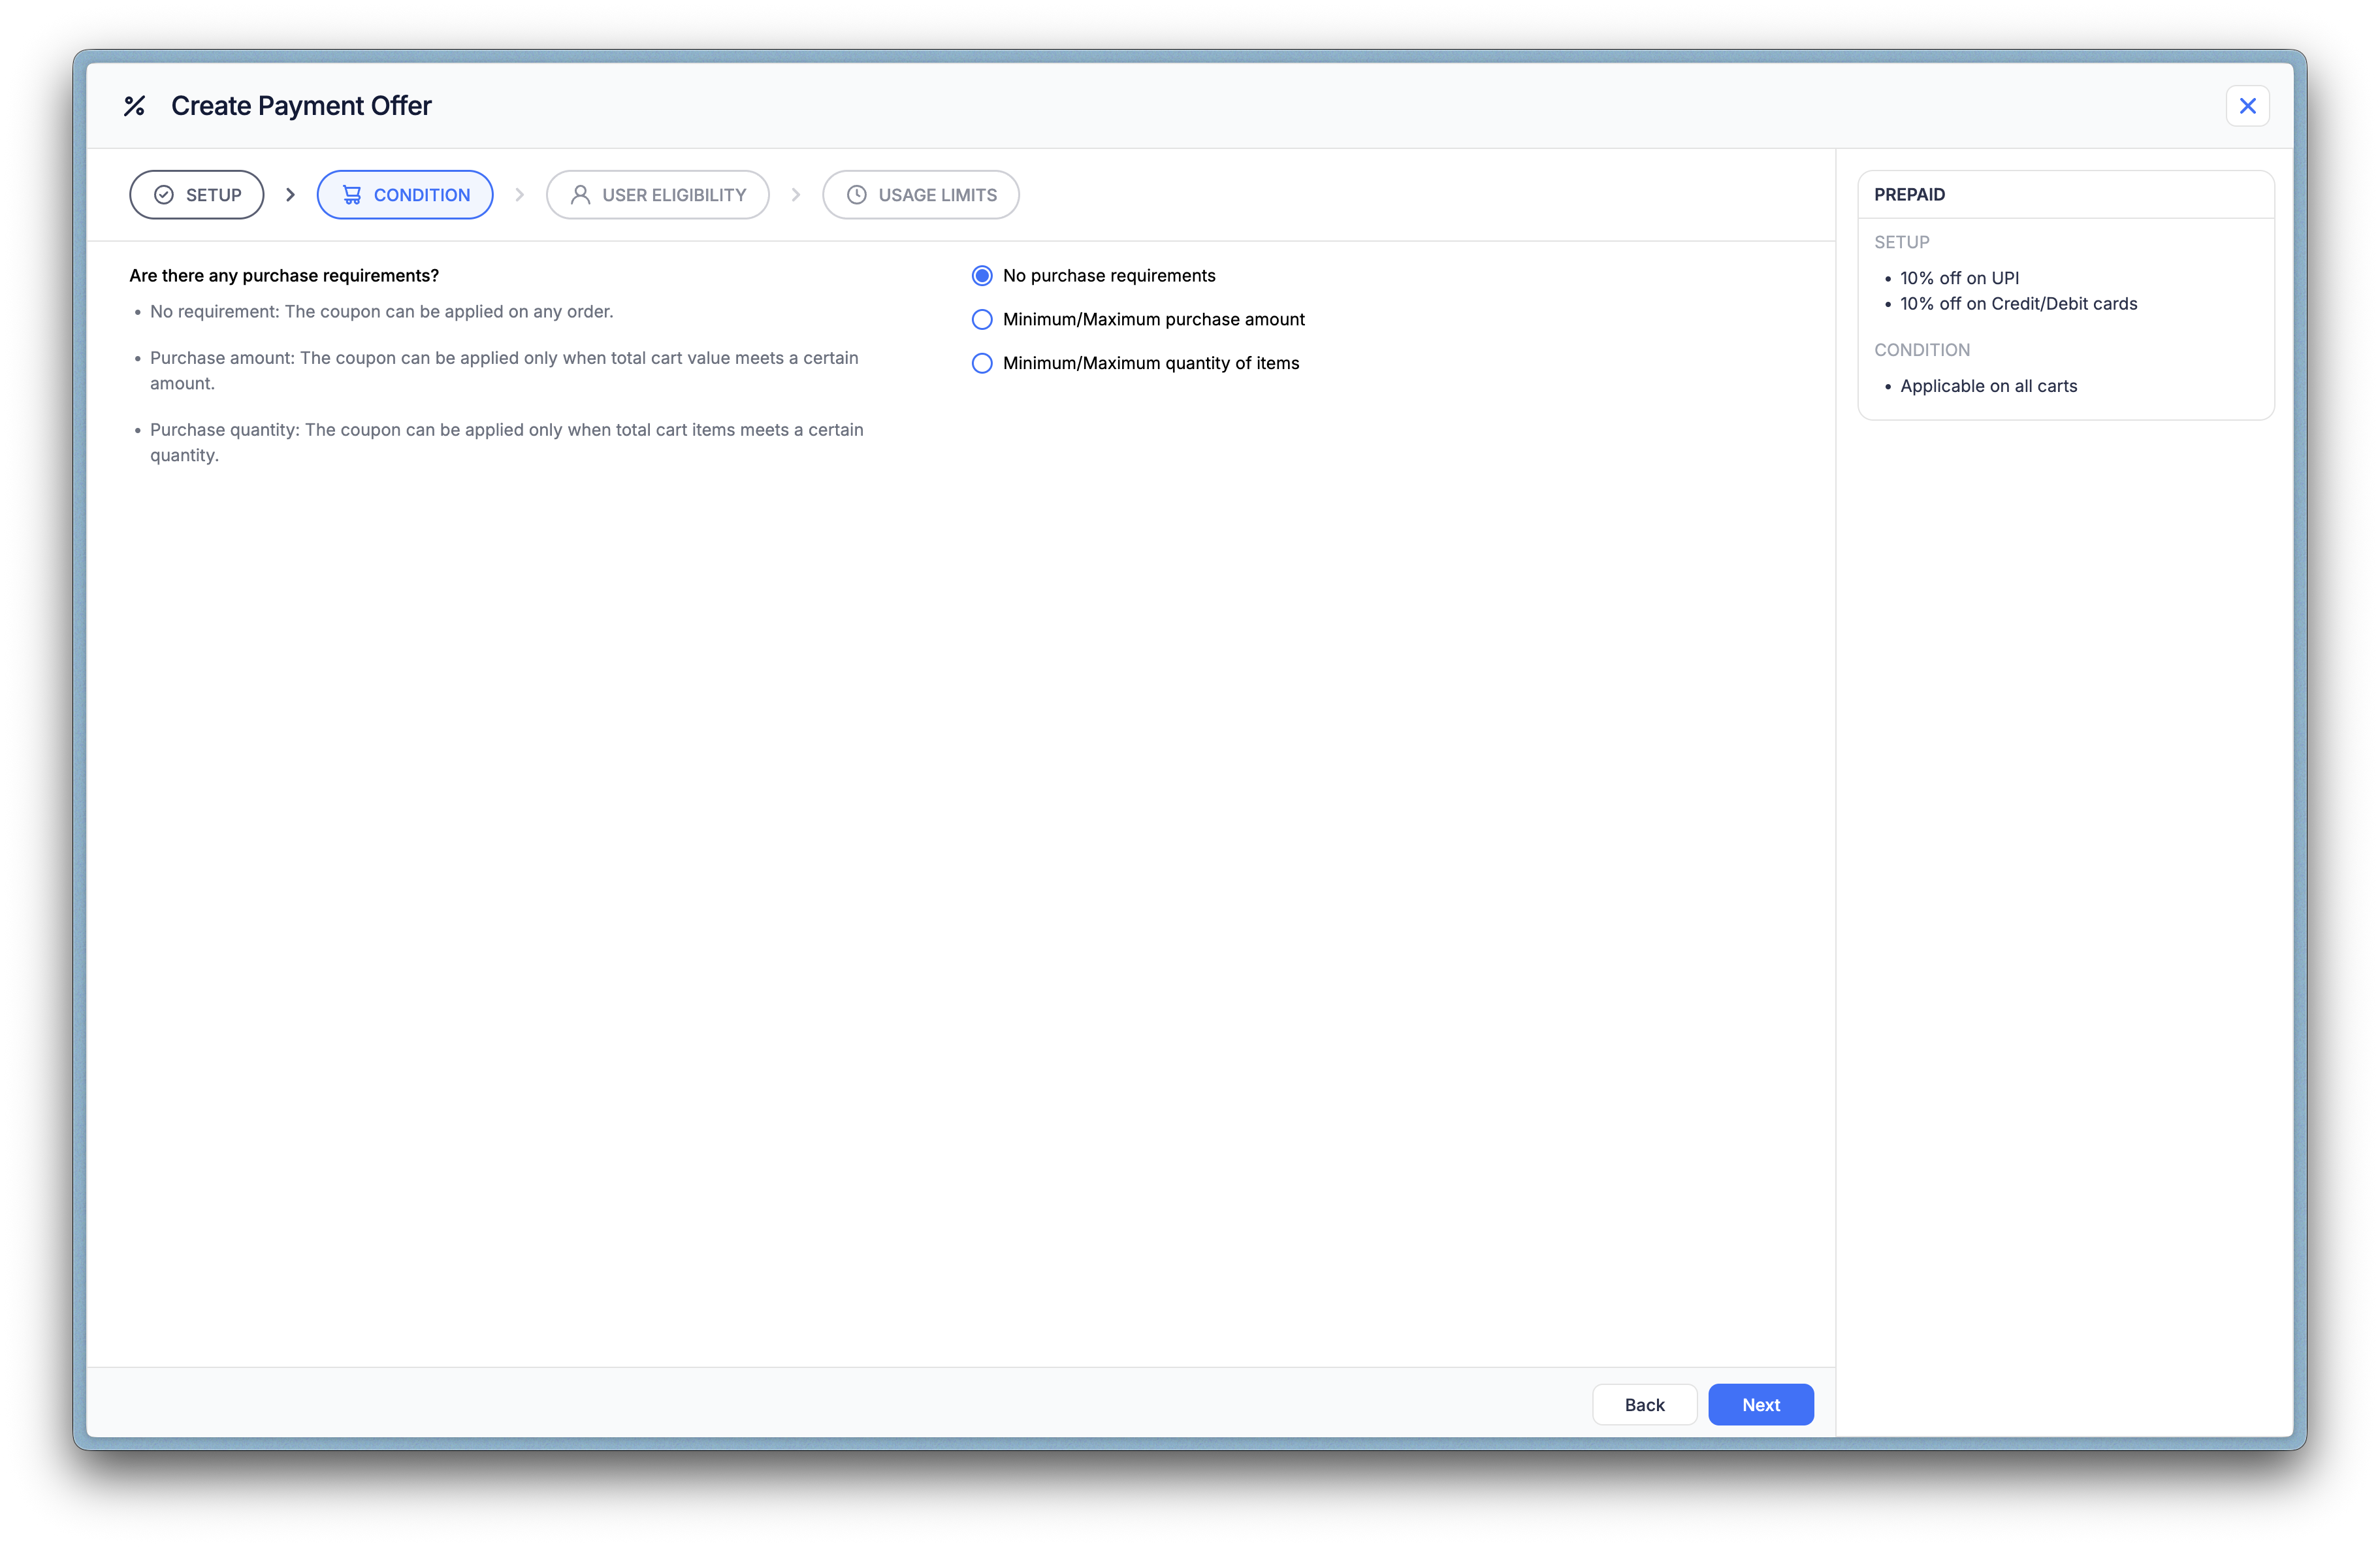 Create Payment Offer
SETUP
CONDITION
USER ELIGIBILITY
USAGE LIMITS
Are there any purchase requirements?
• No requirement: The coupon can be applied on any order.
• Purchase amount: The coupon can be applied only when total cart value meets a certain
amount.
• Purchase quantity: The coupon can be applied only when total cart items meets a certain
quantity.
No purchase requirements
Minimum/Maximum purchase amount
Minimum/Maximum quantity of items
PREPAID
SETUP
• 10% off on UPI
• 10% off on Credit/Debit cards
CONDITION
• Applicable on all carts
Back
Next